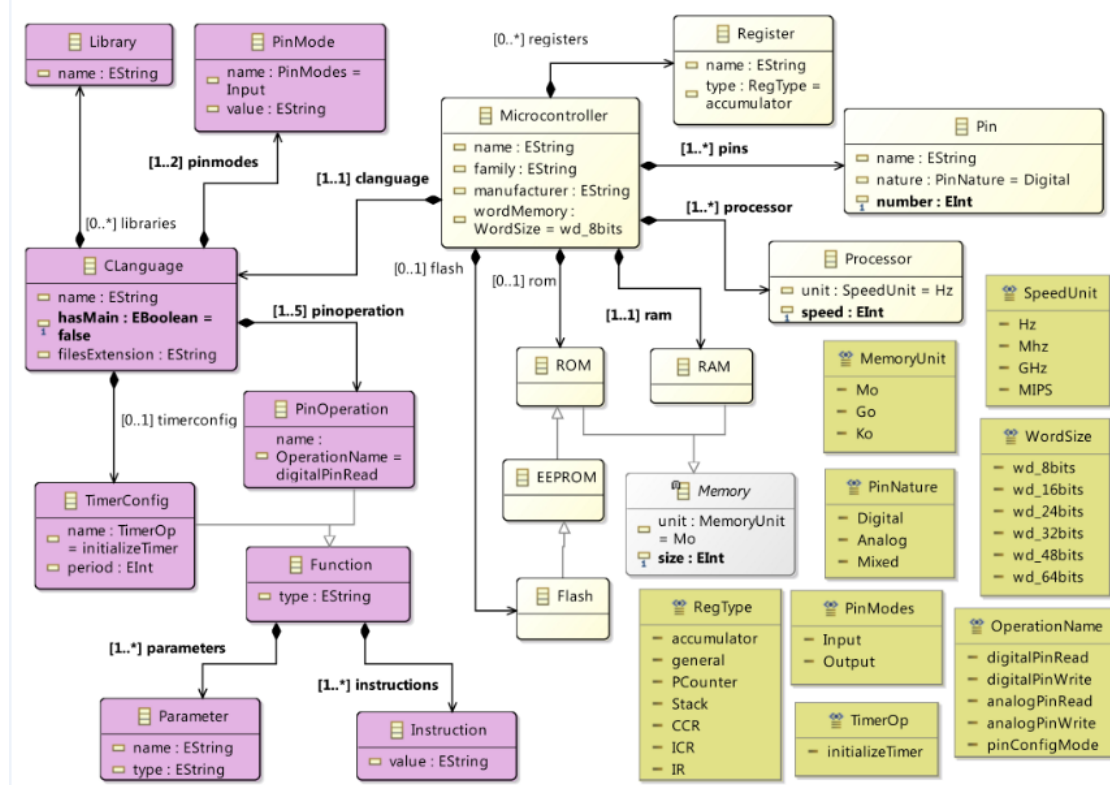 Library
name : EString
PinMode
name : PinModes =
Input
value : EString
[0..*] registers
Register
name : EString
type : RegType =
accumulator
Microcontroller
name : EString
family : EString
manufacturer : EString
wordMemory :
WordSize = wd_8bits
[1..*] pins
Pin
name : EString
nature : PinNature = Digital
number : EInt
[1..2] pinmodes
[1..1] clanguage
[1..*] processor
[0..*] libraries
CLanguage
name : EString
hasMain : EBoolean =
false
filesExtension : EString
[0..1] flash
[0..1] rom
[1..1] ram
Processor
unit : SpeedUnit = Hz
speed : EInt
SpeedUnit
Hz
Mhz
GHz
MIPS
[1..5] pinoperation
ROM
RAM
MemoryUnit
Mo
Go
Ko
[0..1] timerconfig
PinOperation
name :
OperationName =
digitalPinRead
WordSize
wd_8bits
wd_16bits
wd_24bits
wd_32bits
wd_48bits
wd_64bits
EEPROM
Memory
unit : MemoryUnit
= Mo
size : EInt
PinNature
Digital
Analog
Mixed
TimerConfig
name : TimerOp
= initializeTimer
period : EInt
Function
type : EString
Flash
RegType
accumulator
general
PCounter
Stack
CCR
ICR
IR
PinModes
Input
Output
OperationName
digitalPinRead
digitalPinWrite
analogPinRead
analogPinWrite
pinConfigMode
[1..*] parameters
[1..*] instructions
Parameter
name : EString
type : EString
Instruction
value : EString
TimerOp
initializeTimer